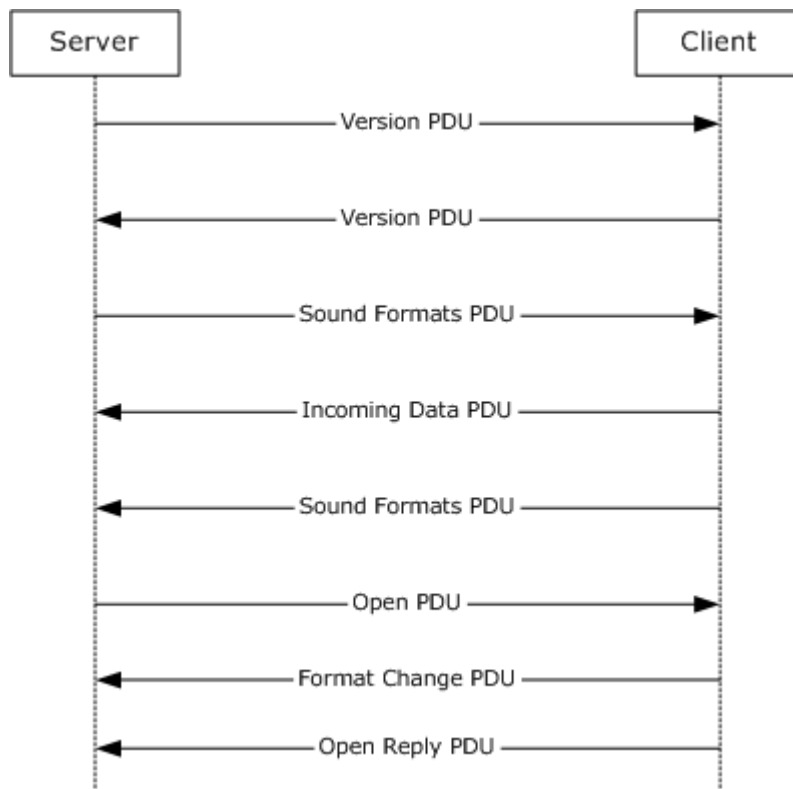 Server
Client
Version PDU
Version PDU
Sound Formats PDU
Incoming Data PDU
Sound Formats PDU
Open PDU
Format Change PDU
Open Reply PDU